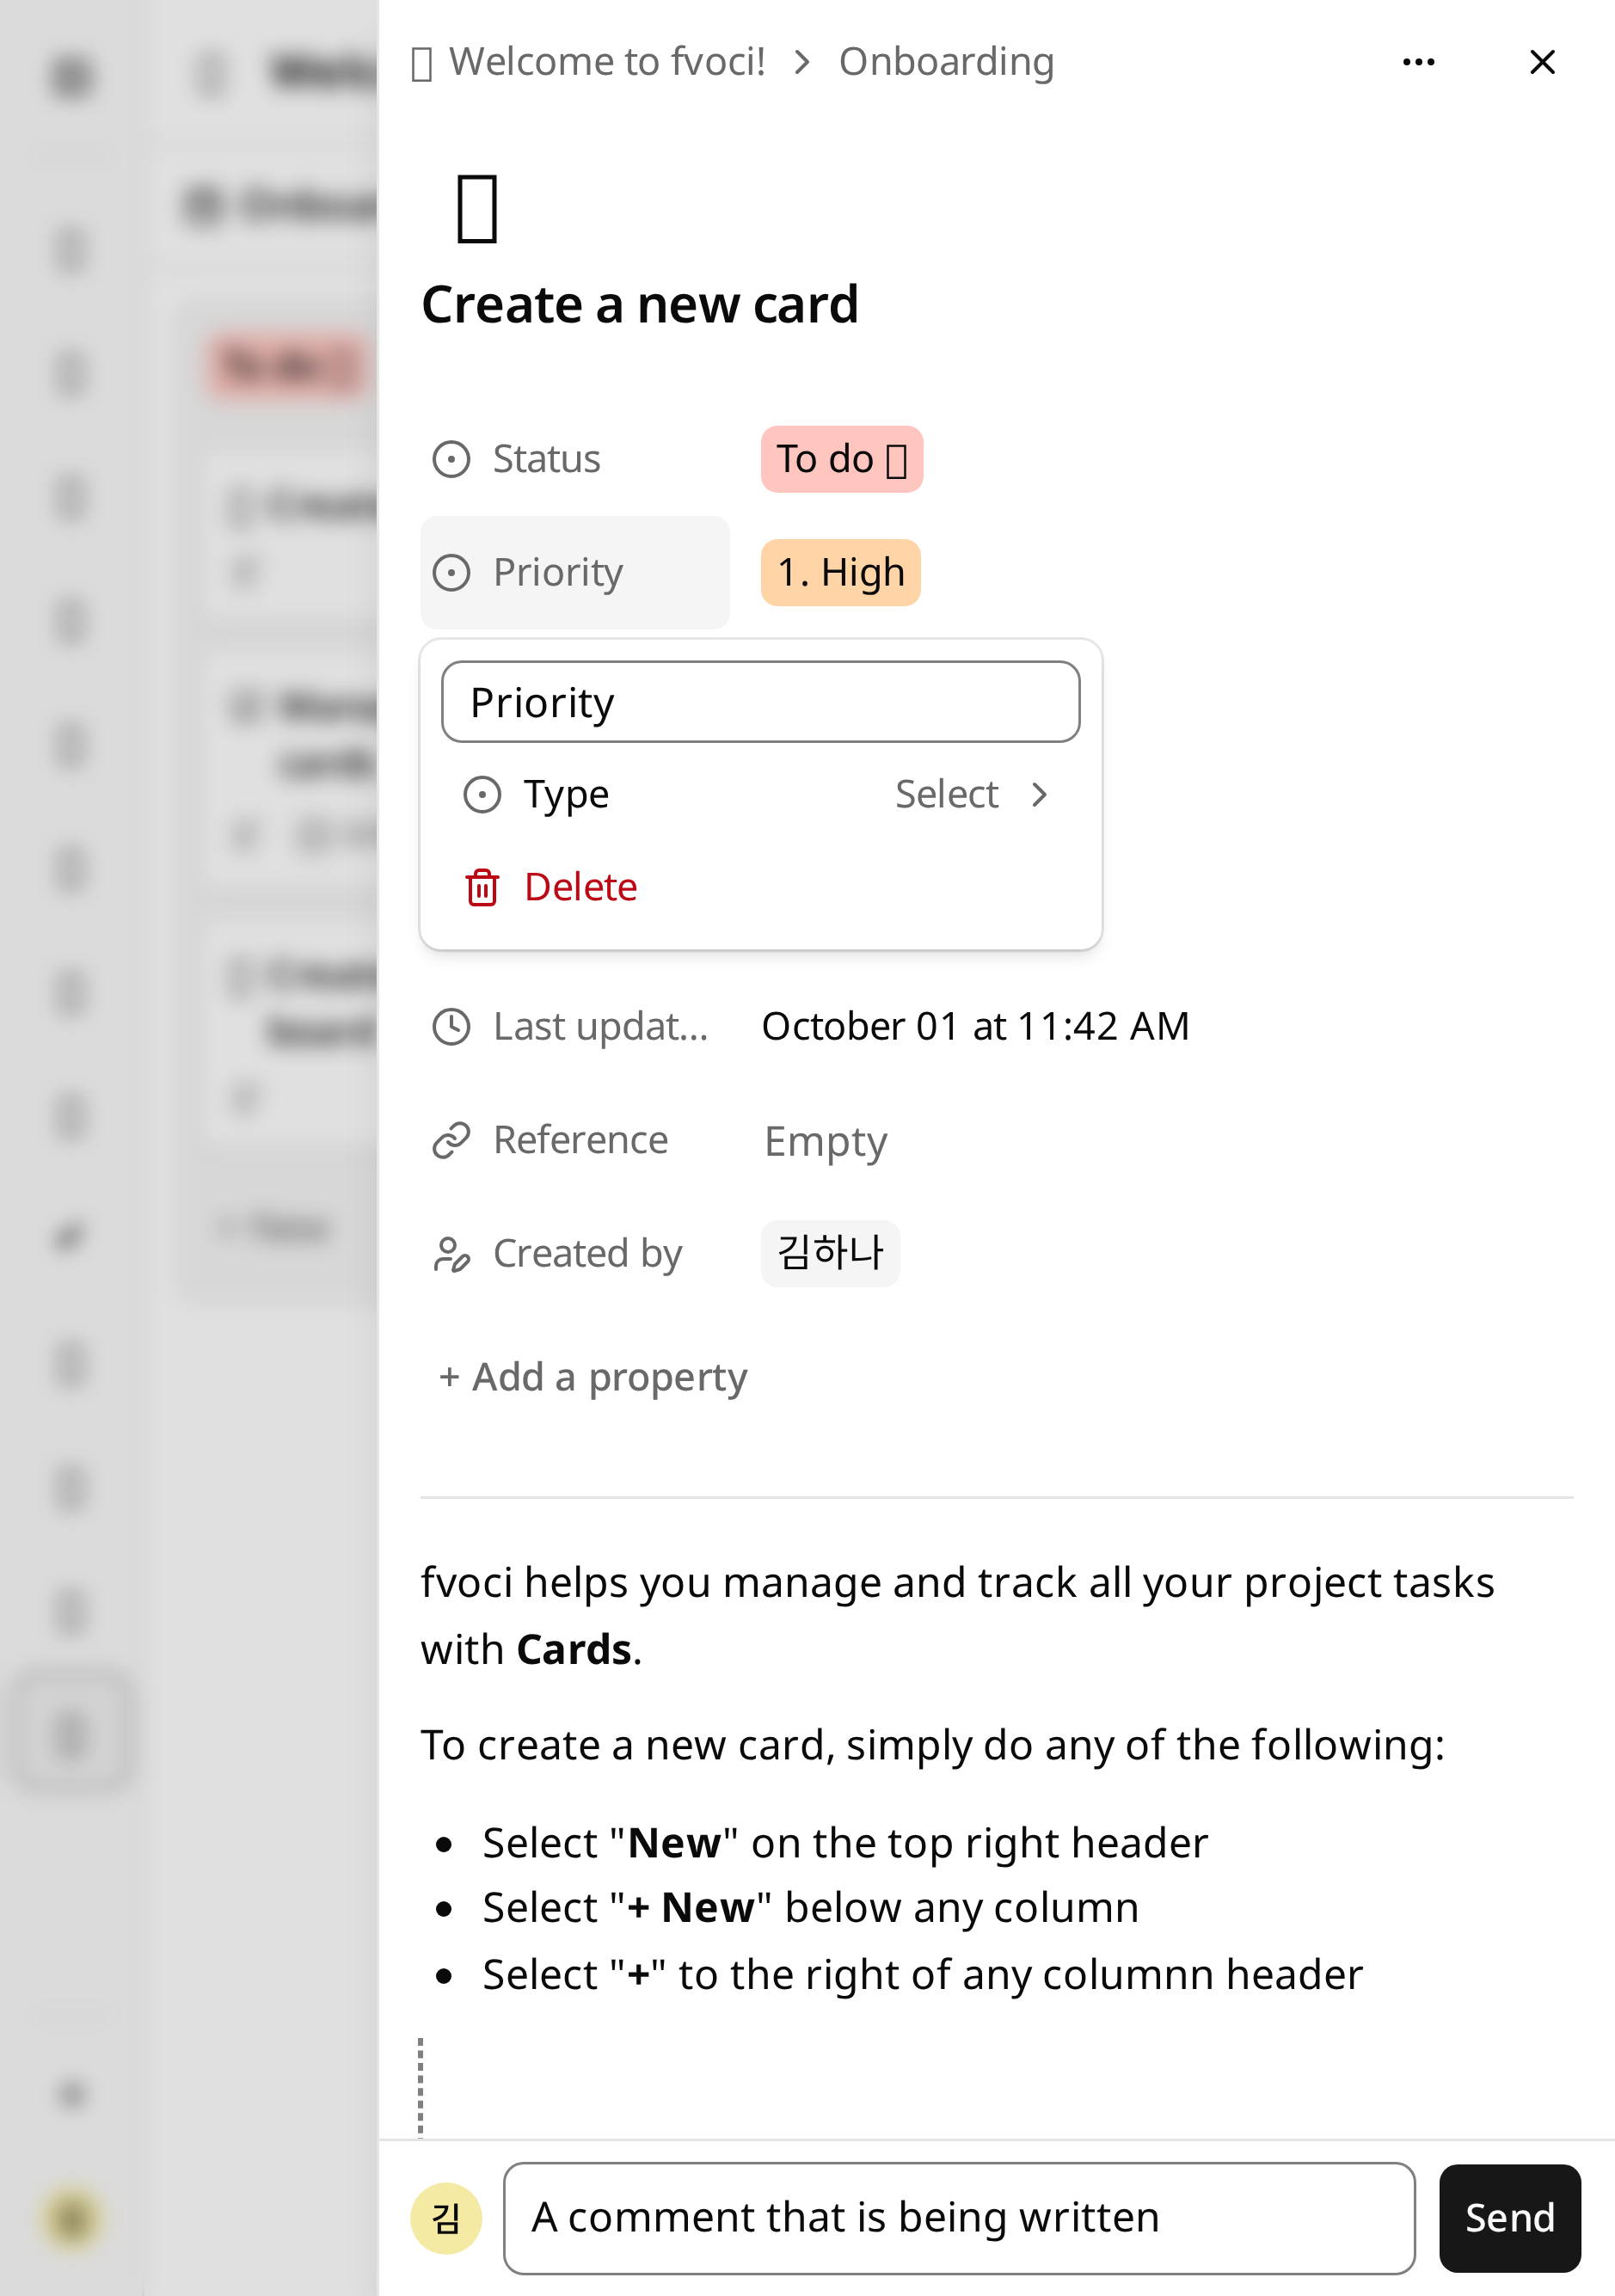 Welcome to fvoci! > Onboarding
Create a new card
Status To do
Priority 1. High
Priority
Type Select
Delete
Last updat... October 01 at 11:42 AM
Reference Empty
Created by 김하나
+ Add a property
fvoci helps you manage and track all your project tasks
with Cards.
To create a new card, simply do any of the following:
• Select "New" on the top right header
• Select "+ New" below any column
• Select "+" to the right of any columnn header
김 A comment that is being written Send